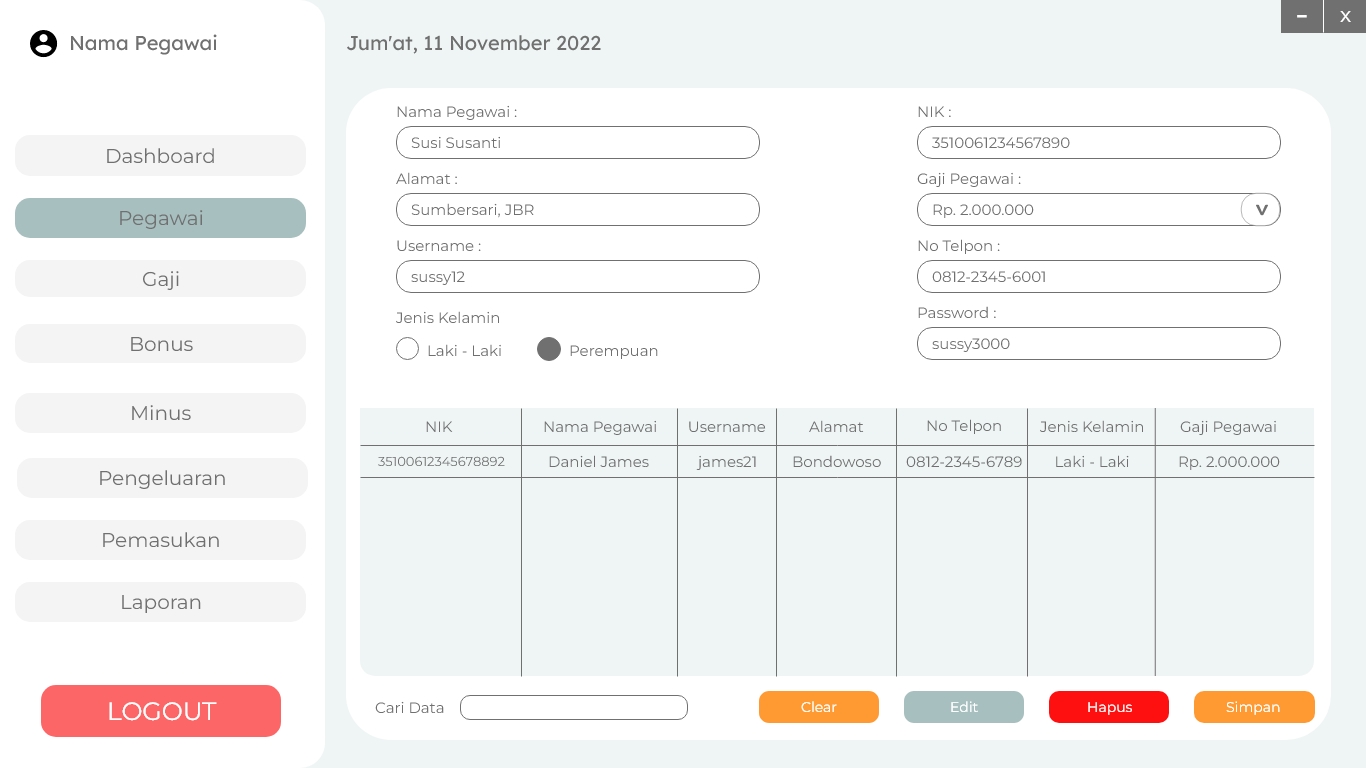 Nama Pegawai
Jum'at, 11 November 2022
– X
Dashboard
Pegawai
Gaji
Bonus
Minus
Pengeluaran
Pemasukan
Laporan
LOGOUT
Nama Pegawai :
Susi Susanti
Alamat :
Sumbersari, JBR
Username :
sussy12
Jenis Kelamin
Laki - Laki Perempuan
NIK :
3510061234567890
Gaji Pegawai :
Rp. 2.000.000 V
No Telpon :
0812-2345-6001
Password :
sussy3000
NIK Nama Pegawai Username Alamat No Telpon Jenis Kelamin Gaji Pegawai
35100612345678892 Daniel James james21 Bondowoso 0812-2345-6789 Laki - Laki Rp. 2.000.000
Cari Data Clear Edit Hapus Simpan